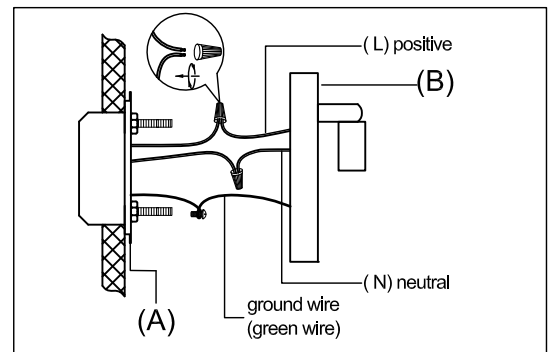 ( L) positive
(B)
( N) neutral
(A)
ground wire
(green wire)